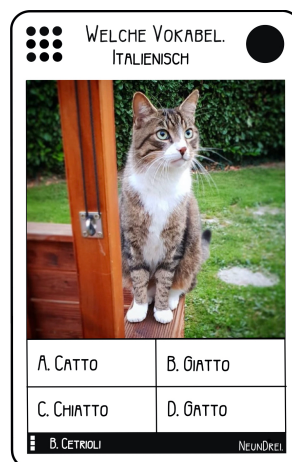 Welche Vokabel.
Italienisch
A. Catto
B. Giatto
C. Chiatto
D. Gatto
B. Cetrioli
NeunDrei.